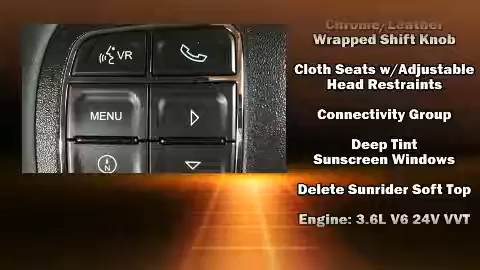 VR
MENU
N
Chrome/Leather
Wrapped Shift Knob
Cloth Seats w/Adjustable
Head Restraints
Connectivity Group
Deep Tint
Sunscreen Windows
Delete Sunrider Soft Top
Engine: 3.6L V6 24V VVT